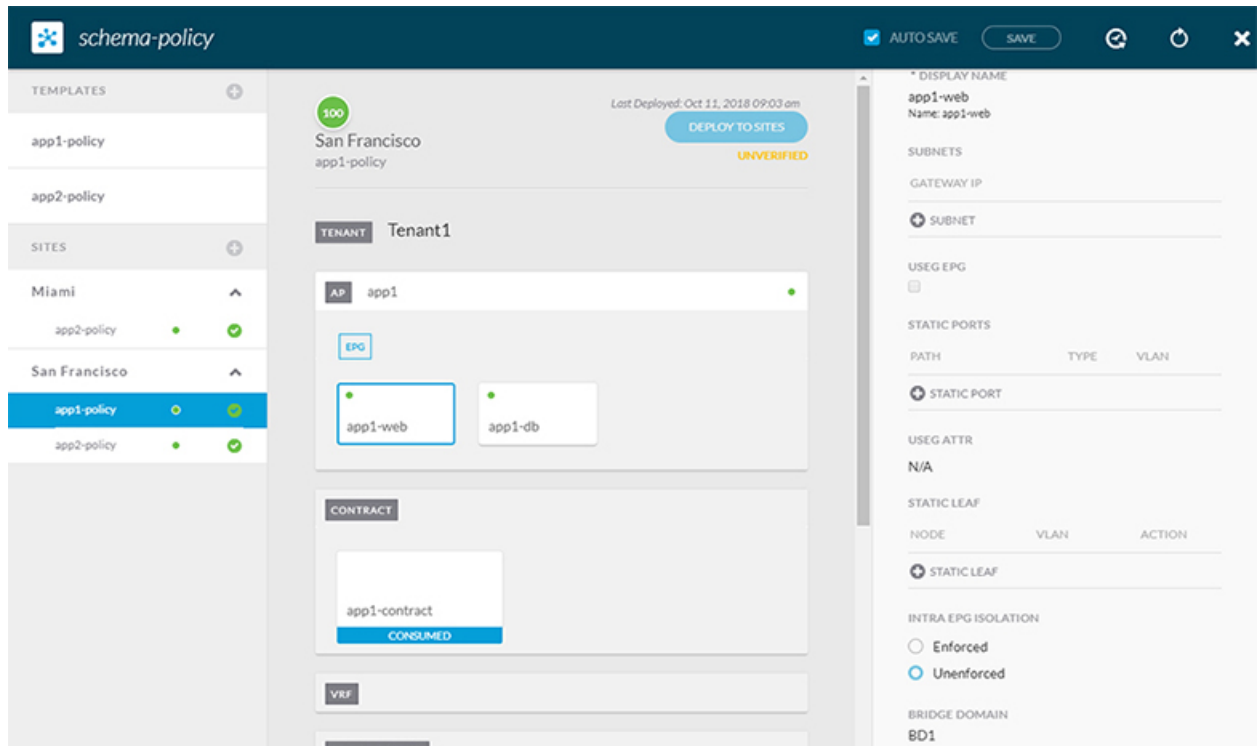 schema-policy
AUTO SAVE
SAVE
TEMPLATES
app1-policy
app2-policy
SITES
Miami
app2-policy
San Francisco
app1-policy
app2-policy
100
Last Deployed: Oct 11, 2018 09:03 am
San Francisco
DEPLOY TO SITES
app1-policy
UNVERIFIED
TENANT Tenant1
AP app1
EPG
app1-web app1-db
CONTRACT
app1-contract
CONSUMED
VRF
* DISPLAY NAME
app1-web
Name: app1-web
SUBNETS
GATEWAY IP
SUBNET
USEG EPG
STATIC PORTS
PATH TYPE VLAN
STATIC PORT
USEG ATTR
N/A
STATIC LEAF
NODE VLAN ACTION
STATIC LEAF
INTRA EPG ISOLATION
Enforced
Unenforced
BRIDGE DOMAIN
BD1